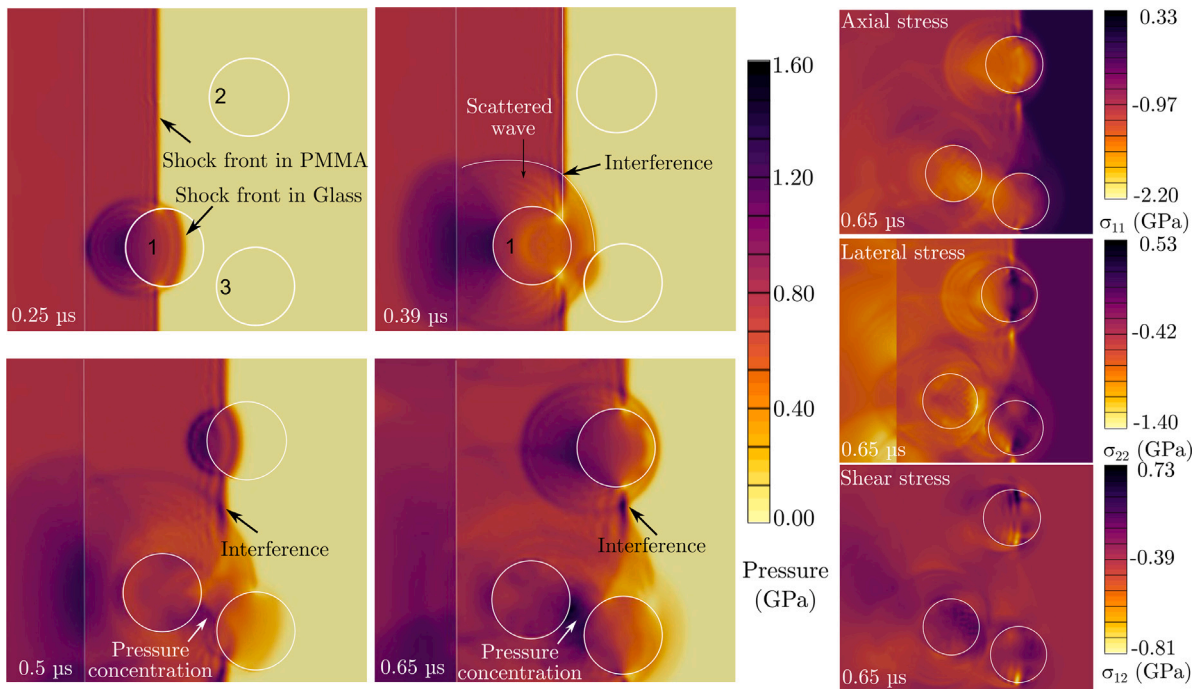 2
Shock front in PMMA
Shock front in Glass
1
3
0.25 µs
Scattered
wave
Interference
1
0.39 µs
Interference
Pressure
concentration
0.5 µs
Interference
Pressure
concentration
0.65 µs
1.60
1.20
0.80
0.40
0.00
Pressure
(GPa)
Axial stress
0.65 µs
0.33
-0.97
-2.20
σ11 (GPa)
Lateral stress
0.65 µs
0.53
-0.42
-1.40
σ22 (GPa)
Shear stress
0.65 µs
0.73
-0.39
-0.81
σ12 (GPa)